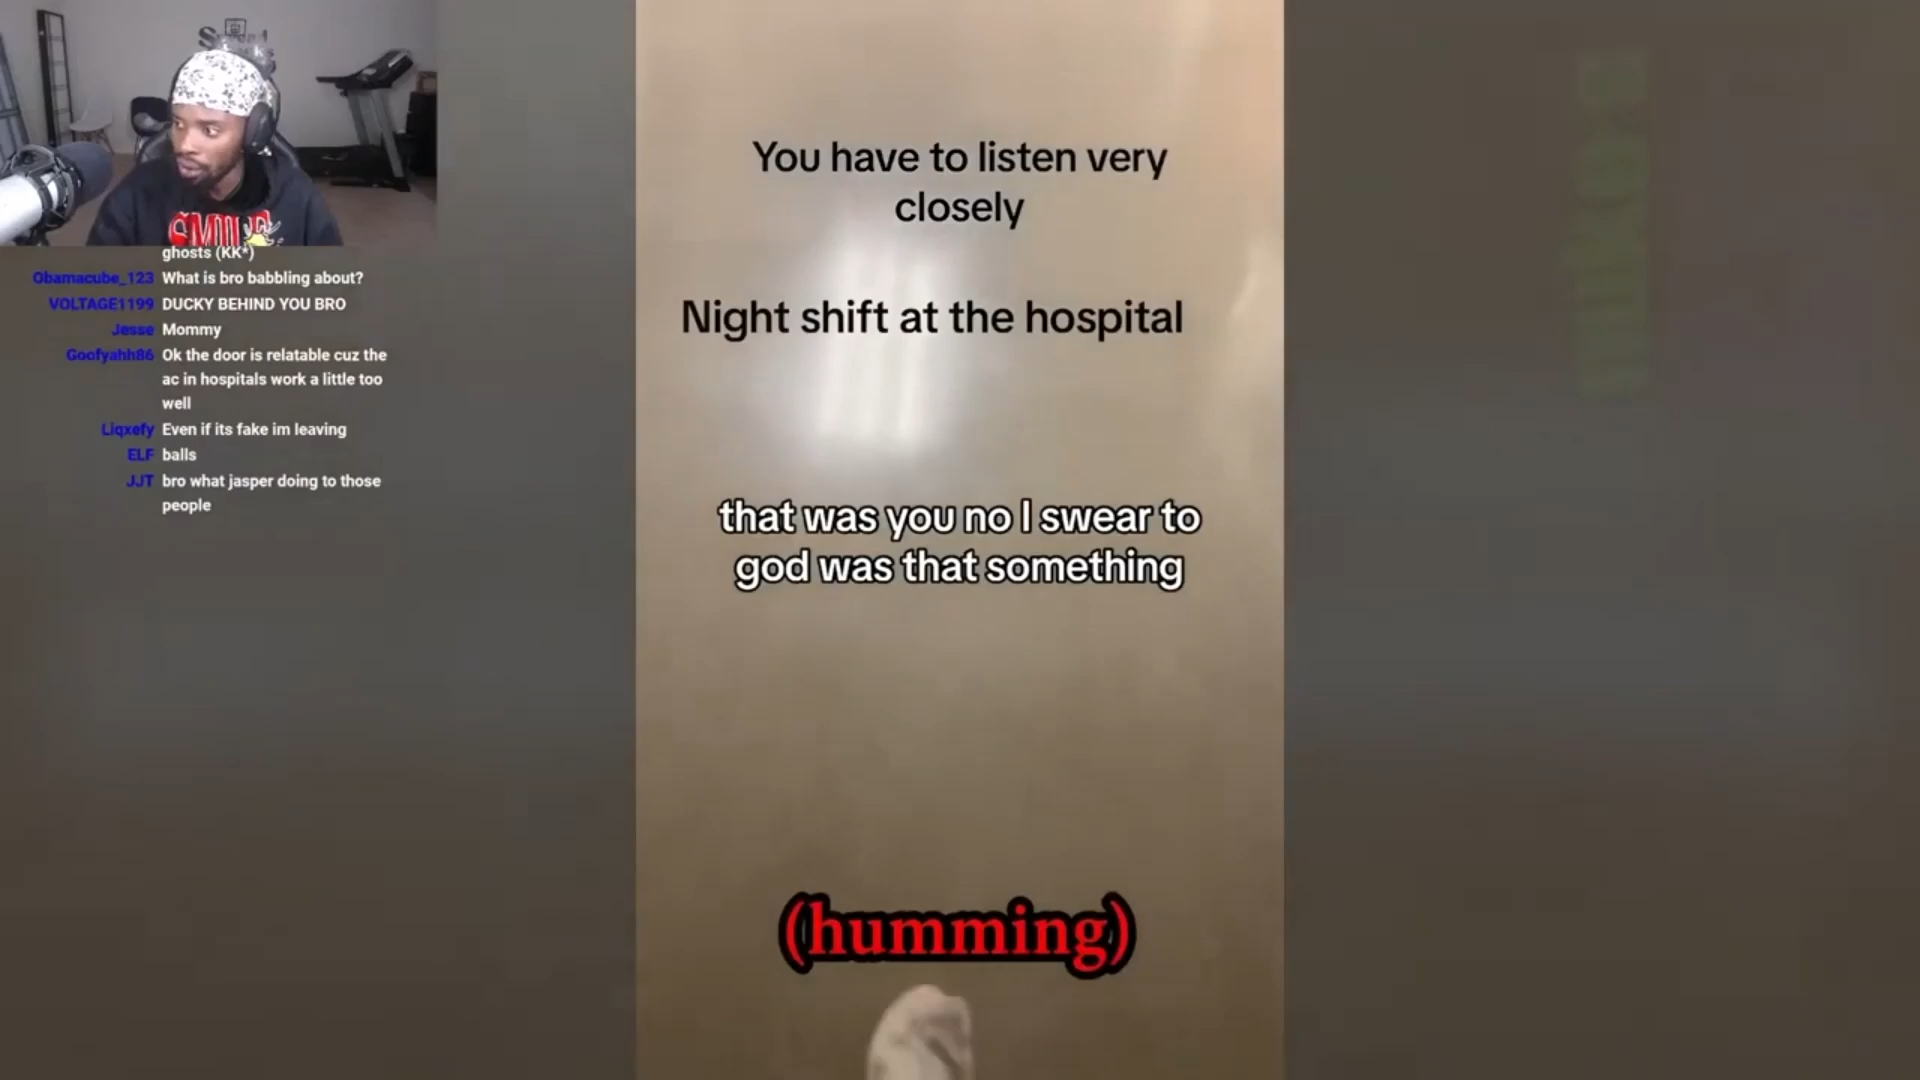 SMILE
ghosts (KK*)
Obamacube_123 What is bro babbling about?
VOLTAGE1199 DUCKY BEHIND YOU BRO
Jesse Mommy
Goofyahh86 Ok the door is relatable cuz the
ac in hospitals work a little too
well
Liqxefy Even if its fake im leaving
ELF balls
JJT bro what jasper doing to those
people
You have to listen very
closely
Night shift at the hospital
that was you no I swear to
god was that something
(humming)